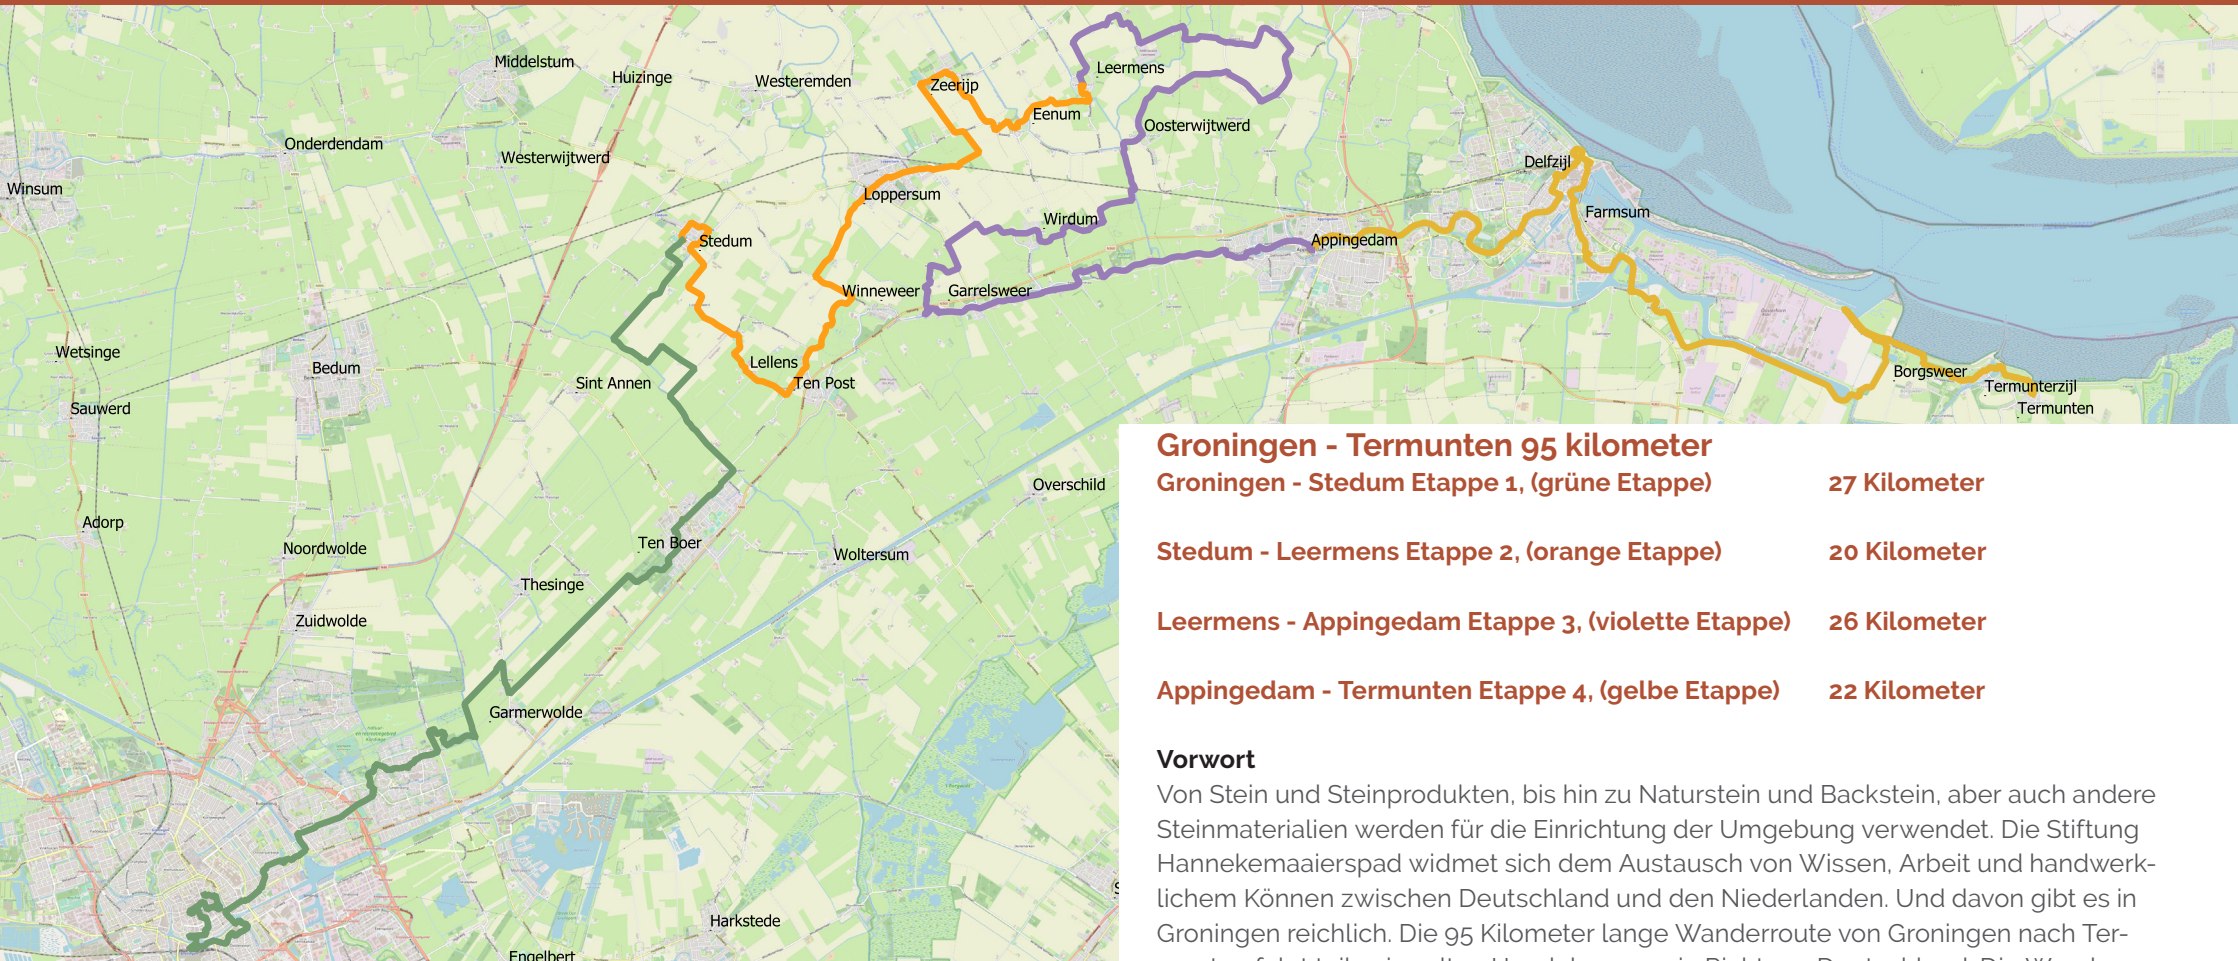 Middelstum
Huizinge
Westeremden
Zeerijp
Leermens
Eenum
Oosterwijtwerd
Onderdendam
Westerwijtwerd
Winsum
Loppersum
Wirdum
Delfzijl
Farmsum
Stedum
Appingedam
Winneweer
Garrelsweer
Wetsinge
Bedum
Lellens
Sint Annen
Ten Post
Borgsweer
Termunterzijl
Termunten
Sauwerd
Overschild
Adorp
Noordwolde
Ten Boer
Woltersum
Thesinge
Zuidwolde
Garmerwolde
Harkstede
Engelbert
Groningen - Termunten 95 kilometer
Groningen - Stedum Etappe 1, (grüne Etappe) 27 Kilometer
Stedum - Leermens Etappe 2, (orange Etappe) 20 Kilometer
Leermens - Appingedam Etappe 3, (violette Etappe) 26 Kilometer
Appingedam - Termunten Etappe 4, (gelbe Etappe) 22 Kilometer
Vorwort
Von Stein und Steinprodukten, bis hin zu Naturstein und Backstein, aber auch andere
Steinmaterialien werden für die Einrichtung der Umgebung verwendet. Die Stiftung
Hannekemaaierspad widmet sich dem Austausch von Wissen, Arbeit und handwerk-
lichem Können zwischen Deutschland und den Niederlanden. Und davon gibt es in
Groningen reichlich. Die 95 Kilometer lange Wanderroute von Groningen nach Ter-